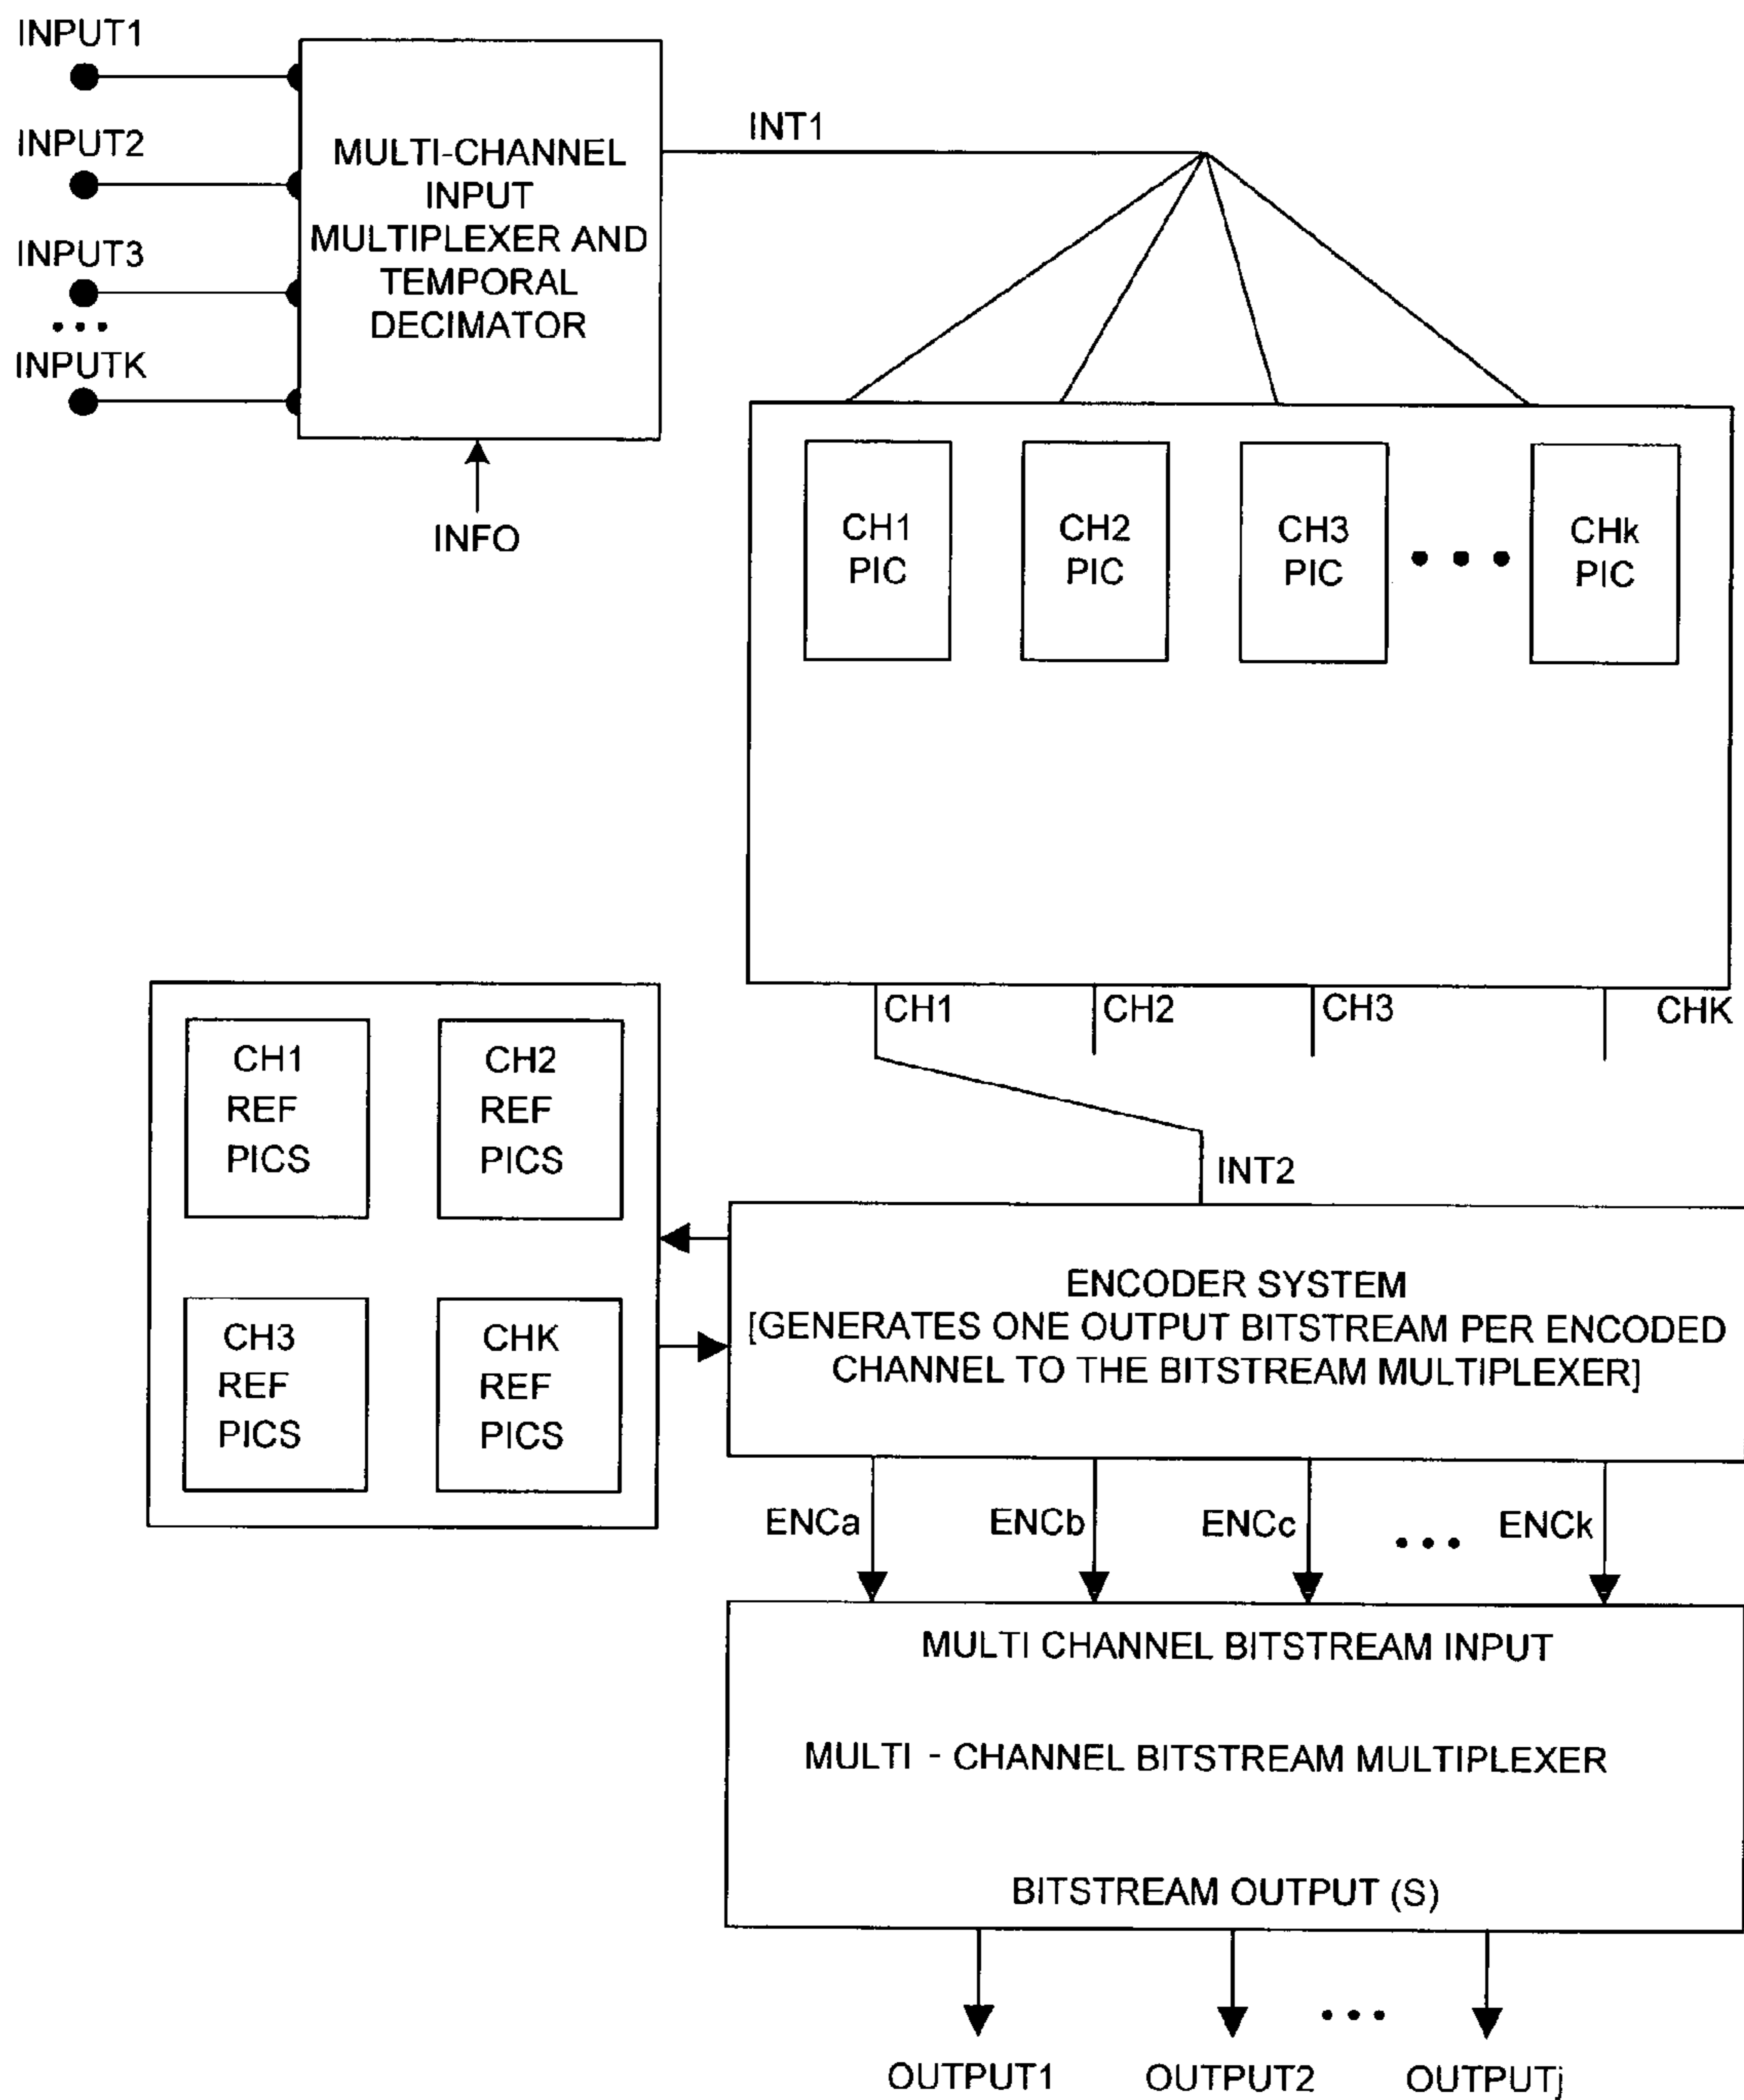 INPUT1
INPUT2
INPUT3
...
INPUTK
MULTI-CHANNEL
INPUT
MULTIPLEXER AND
TEMPORAL
DECIMATOR
INFO
INT1
CH1
PIC
CH2
PIC
CH3
PIC
...
CHk
PIC
CH1
CH2
CH3
CHK
INT2
CH1
REF
PICS
CH2
REF
PICS
CH3
REF
PICS
CHK
REF
PICS
ENCODER SYSTEM
[GENERATES ONE OUTPUT BITSTREAM PER ENCODED
CHANNEL TO THE BITSTREAM MULTIPLEXER]
ENCa
ENCb
ENCc
...
ENCk
MULTI CHANNEL BITSTREAM INPUT
MULTI - CHANNEL BITSTREAM MULTIPLEXER
BITSTREAM OUTPUT (S)
OUTPUT1
OUTPUT2
...
OUTPUTj